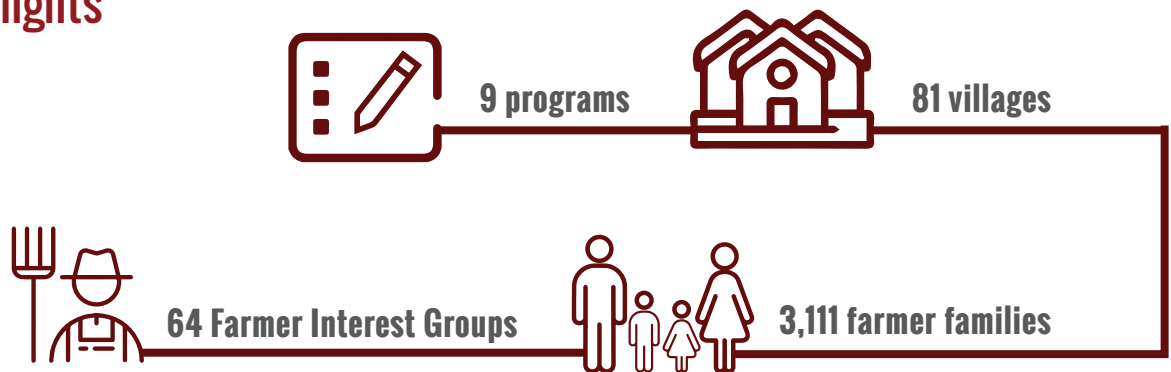 9 programs
81 villages
3,111 farmer families
64 Farmer Interest Groups